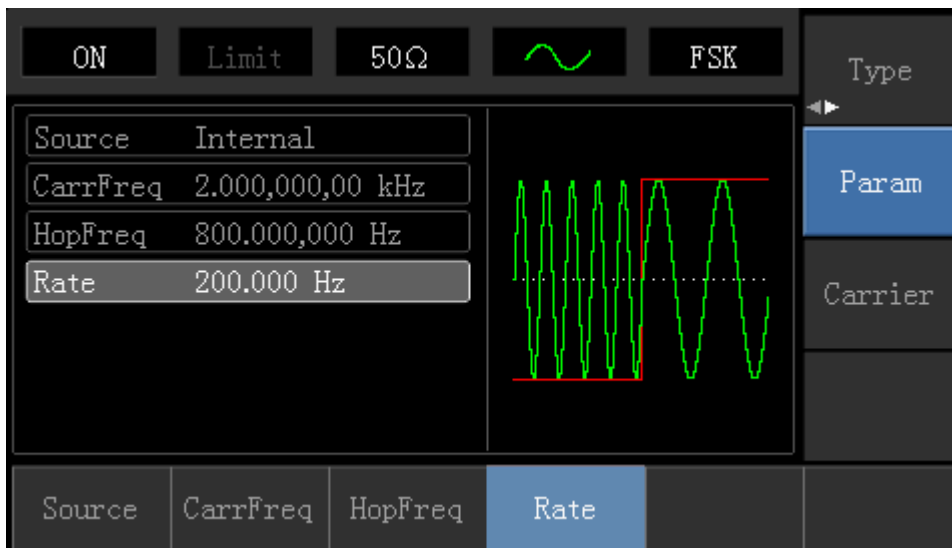 ON Limit 50Ω FSK
Type
Source Internal
CarrFreq 2.000,000,00 kHz
HopFreq 800.000,000 Hz
Rate 200.000 Hz
Param
Carrier
Source CarrFreq HopFreq Rate